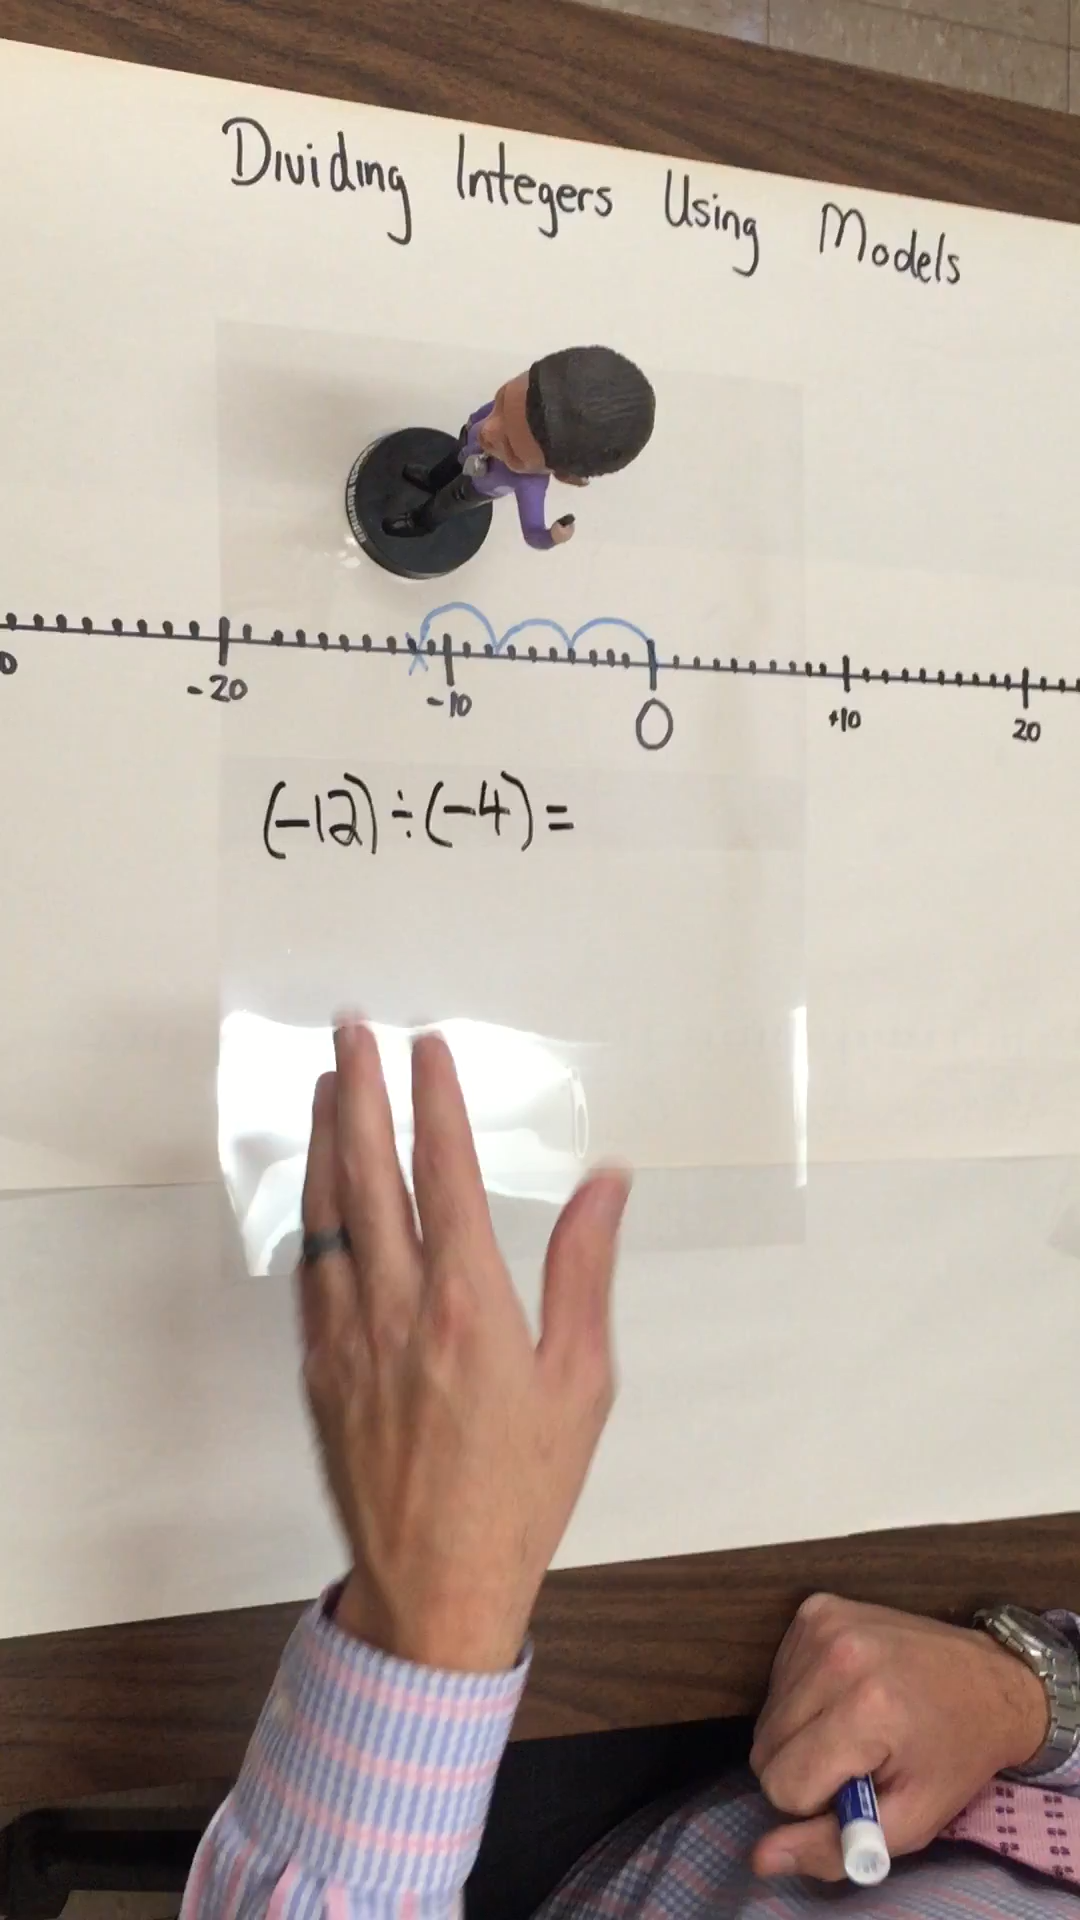 Dividing Integers Using Models
-20 -10 0 +10 20
(-12) ÷ (-4) =